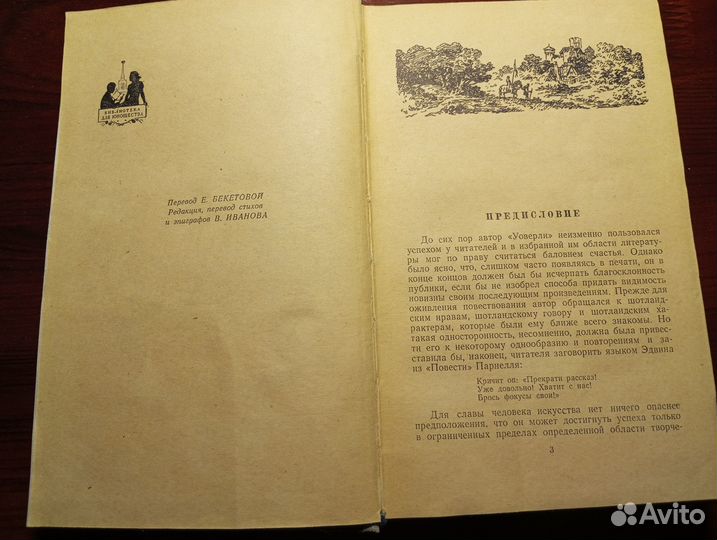 БИБЛИОТЕКА
ДЛЯ ЮНОШЕСТВА
Перевод Е. БЕКЕТОВОЙ
Редакция, перевод стихов
и эпиграфов В. ИВАНОВА
ПРЕДИСЛОВИЕ
До сих пор автор «Уоверли» неизменно пользовался
успехом у читателей и в избранной им области литерату-
ры мог по праву считаться баловнем счастья. Однако
было ясно, что, слишком часто появляясь в печати, он в
конце концов должен был исчерпать благосклонность
публики, если бы не изобрел способа придать видимость
новизны своим последующим произведениям. Прежде для
оживления повествования автор обращался к шотланд-
ским нравам, шотландскому говору и шотландским ха-
рактерам, которые были ему ближе всего знакомы. Но
такая односторонность, несомненно, должна была привес-
ти его к некоторому однообразию и повторениям и за-
ставила бы, наконец, читателя заговорить языком Эдвина
из «Повести» Парнелля:
Кричит он: «Прекрати рассказ!
Уже довольно! Хватит с нас!
Брось фокусы свои!»
Для славы человека искусства нет ничего опаснее
предположения, что он может достигнуть успеха только
в ограниченных пределах определенной области творче-
3
Avito